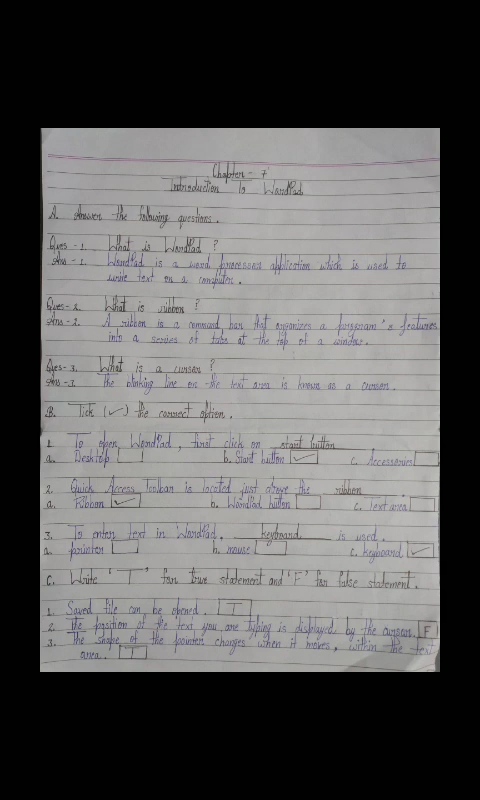 Chapter - 7
Introduction to WordPad
A. Answer the following questions.
Ques - 1. What is WordPad ?
Ans - 1. WordPad is a word processors application which is used to
write text on a computer.
Ques - 2. What is ribbon ?
Ans - 2. A ribbon is a command bar that organizes a program's features
into a series of tabs at the top of a window.
Ques - 3. What is a cursor ?
Ans - 3. The blinking line on the text area is known as a cursor.
B. Tick (✓) the correct option.
1. To open WordPad, first click on start button
a. Desktop b. Start button ✓ c. Accessories
2. Quick Access Toolbar is located just above the ribbon.
a. Ribbon ✓ b. WordPad button c. Text area
3. To enter text in WordPad, keyboard is used.
a. printer b. mouse c. keyboard ✓
C. Write 'T' for true statement and 'F' for false statement.
1. Saved file can be opened. T
2. The position of the text you are typing is displayed by the cursor. F
3. The shape of the pointer changes when it moves, within the text
area. T